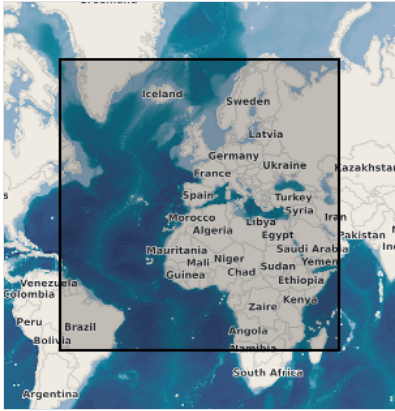 Iceland
Sweden
Latvia
Germany
Ukraine
France
Kazakhstan
Spain
Turkey
Syria
Iran
Morocco
Libya
Algeria
Egypt
Pakistan
Mauritania
Saudi Arabia
Mali
Niger
Yemen
Guinea
Chad
Sudan
Venezuela
Ethiopia
Colombia
Kenya
Zaire
Peru
Brazil
Angola
Bolivia
Namibia
South Africa
Argentina